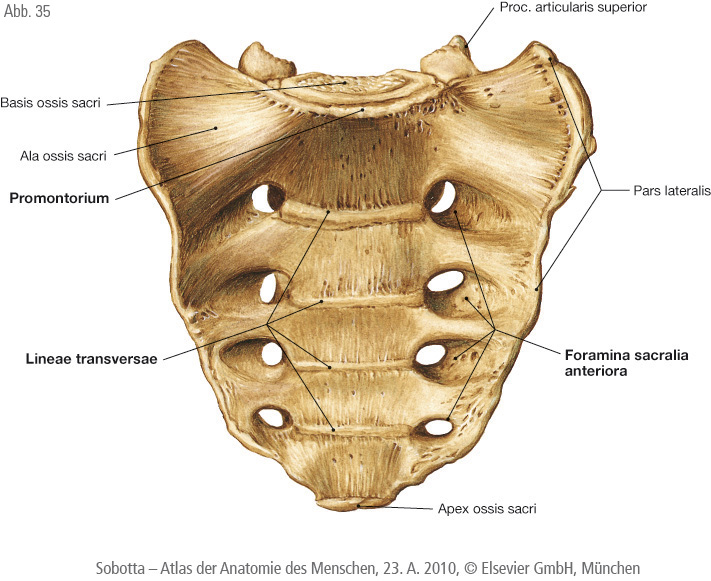 Abb. 35
Proc. articularis superior
Basis ossis sacri
Ala ossis sacri
Promontorium
Pars lateralis
Lineae transversae
Foramina sacralia
anteriora
Apex ossis sacri
Sobotta – Atlas der Anatomie des Menschen, 23. A. 2010, © Elsevier GmbH, München